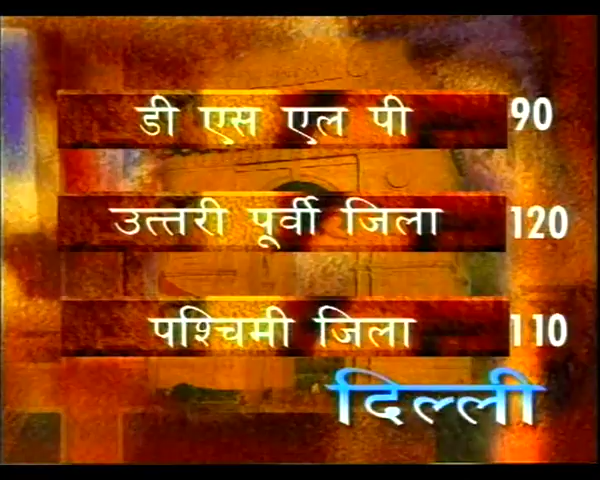 डी एस एल पी 90
उत्तरी पूर्वी जिला 120
पश्चिमी जिला 110
दिल्ली